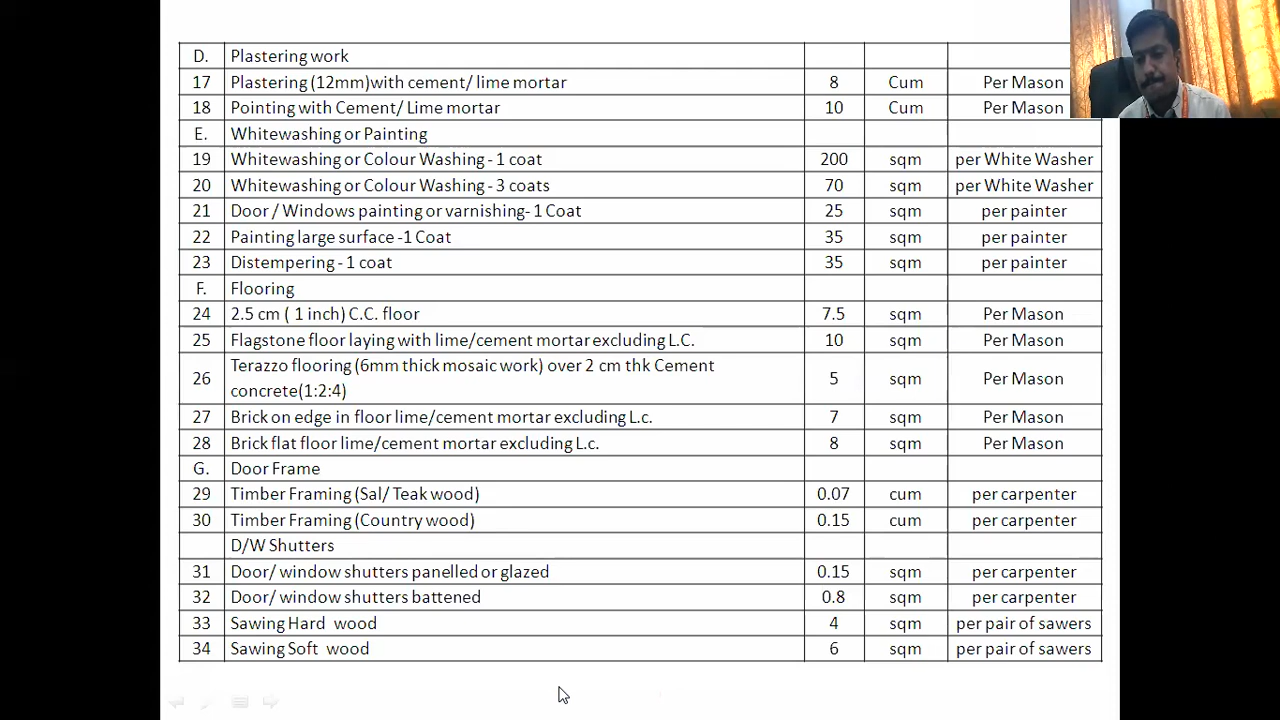 D. Plastering work
17 Plastering (12mm)with cement/ lime mortar 8 Cum Per Mason
18 Pointing with Cement/ Lime mortar 10 Cum Per Mason
E. Whitewashing or Painting
19 Whitewashing or Colour Washing - 1 coat 200 sqm per White Washer
20 Whitewashing or Colour Washing - 3 coats 70 sqm per White Washer
21 Door / Windows painting or varnishing- 1 Coat 25 sqm per painter
22 Painting large surface -1 Coat 35 sqm per painter
23 Distempering - 1 coat 35 sqm per painter
F. Flooring
24 2.5 cm ( 1 inch) C.C. floor 7.5 sqm Per Mason
25 Flagstone floor laying with lime/cement mortar excluding L.C. 10 sqm Per Mason
26 Terazzo flooring (6mm thick mosaic work) over 2 cm thk Cement
concrete(1:2:4) 5 sqm Per Mason
27 Brick on edge in floor lime/cement mortar excluding L.c. 7 sqm Per Mason
28 Brick flat floor lime/cement mortar excluding L.c. 8 sqm Per Mason
G. Door Frame
29 Timber Framing (Sal/ Teak wood) 0.07 cum per carpenter
30 Timber Framing (Country wood) 0.15 cum per carpenter
D/W Shutters
31 Door/ window shutters panelled or glazed 0.15 sqm per carpenter
32 Door/ window shutters battened 0.8 sqm per carpenter
33 Sawing Hard wood 4 sqm per pair of sawers
34 Sawing Soft wood 6 sqm per pair of sawers